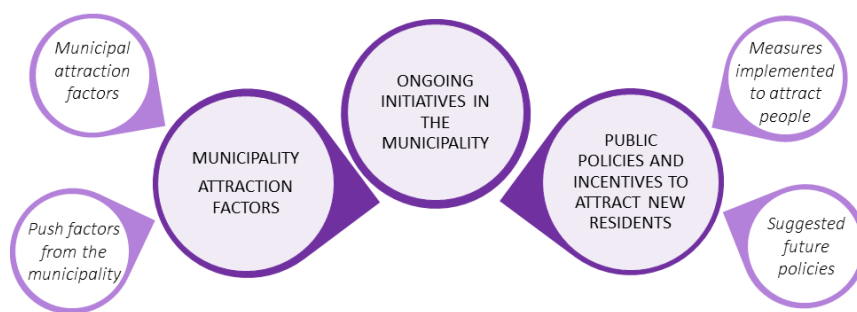 Municipal
attraction
factors
Push factors
from the
municipality
MUNICIPALITY
ATTRACTION
FACTORS
ONGOING
INITIATIVES IN
THE
MUNICIPALITY
PUBLIC
POLICIES AND
INCENTIVES TO
ATTRACT NEW
RESIDENTS
Measures
implemented
to attract
people
Suggested
future
policies